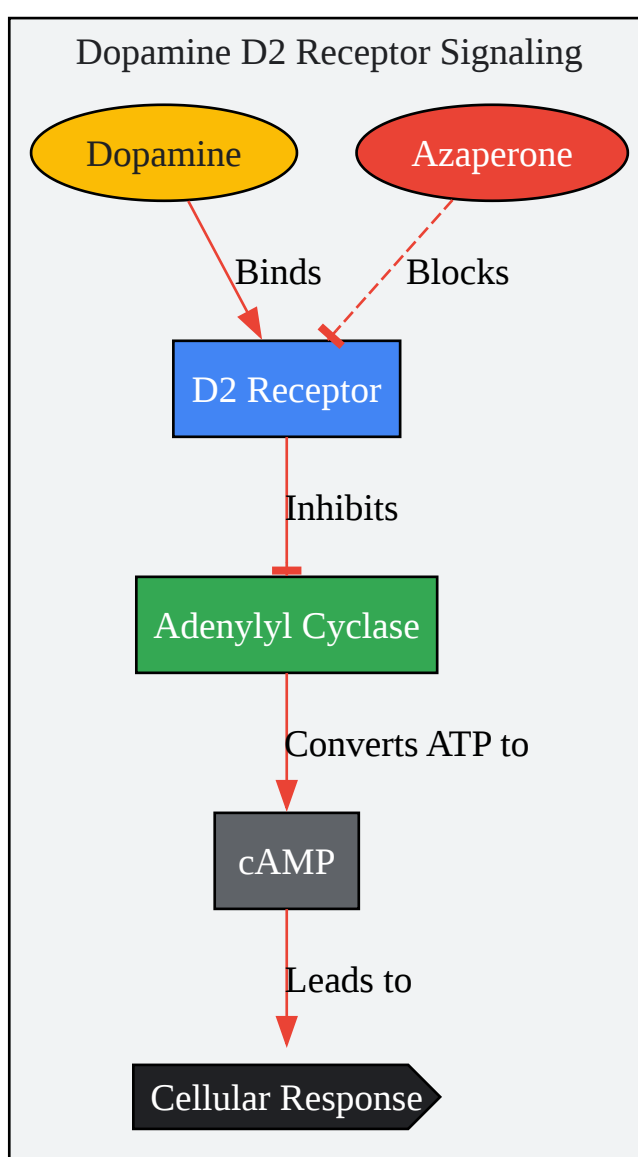 Dopamine D2 Receptor Signaling
Dopamine
Azaperone
Binds
Blocks
D2 Receptor
Inhibits
Adenylyl Cyclase
Converts ATP to
cAMP
Leads to
Cellular Response